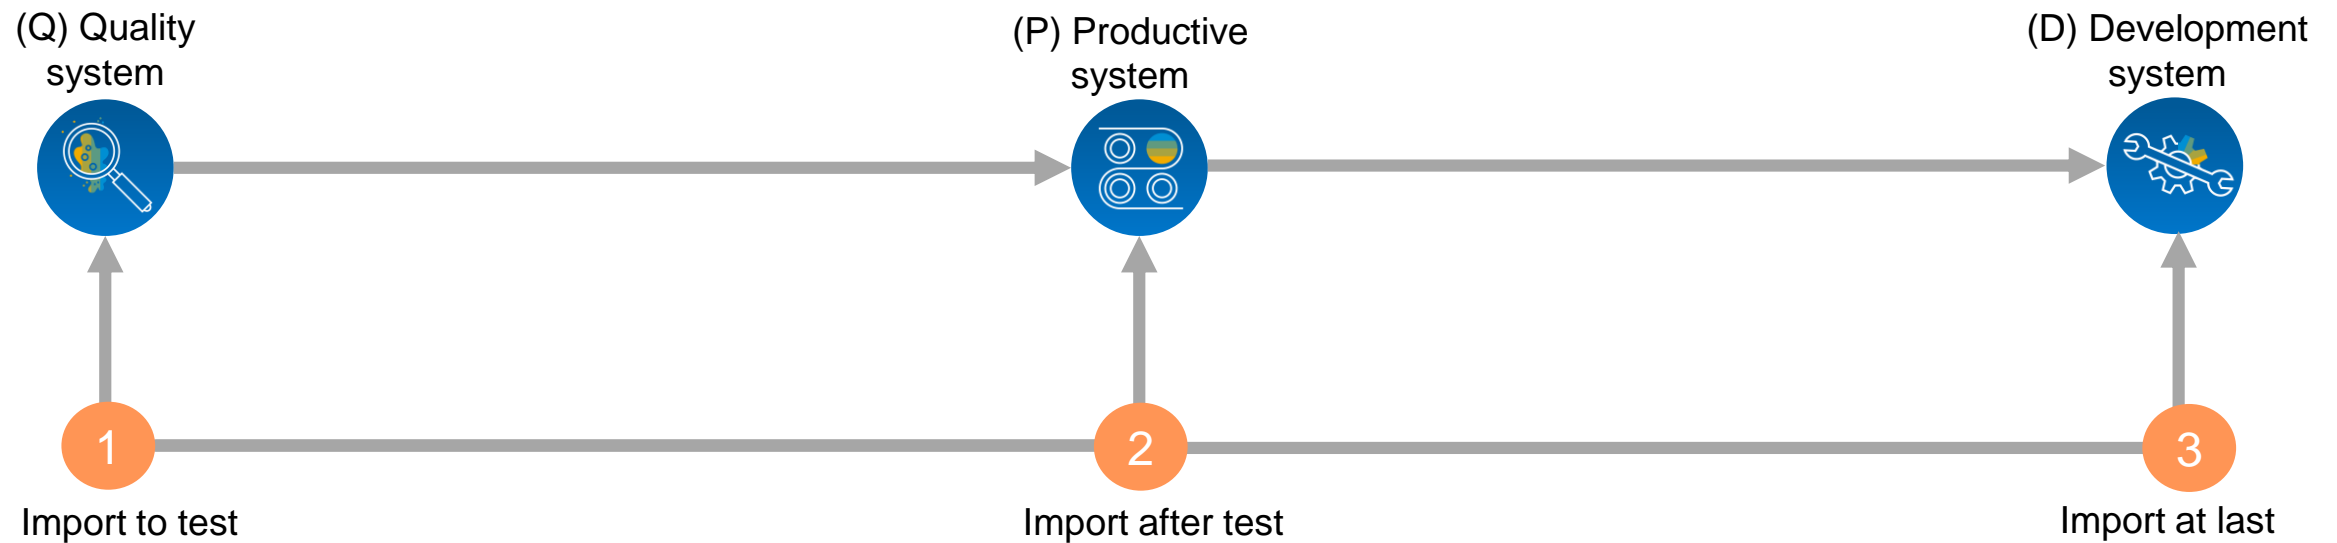 (Q) Quality
system
(P) Productive
system
(D) Development
system
1
2
3
Import to test
Import after test
Import at last